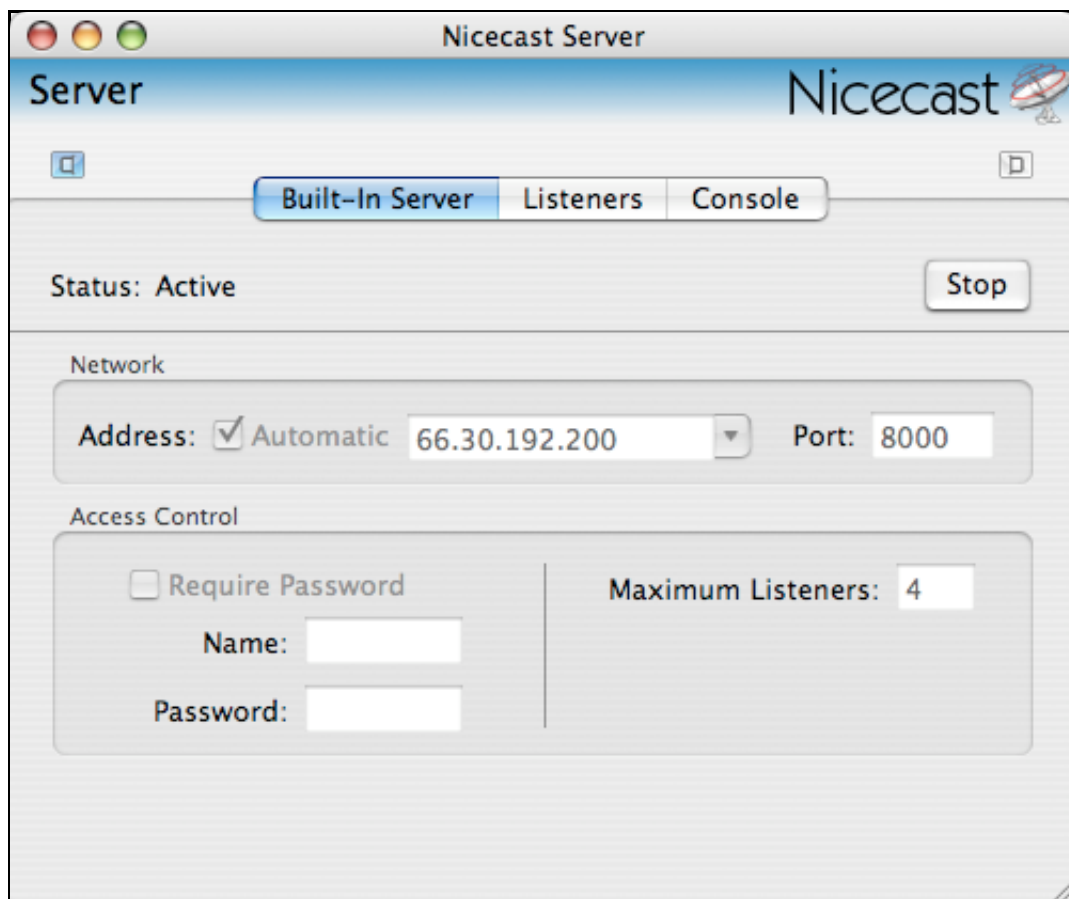 Nicecast Server
Server
Nicecast
Built-In Server Listeners Console
Status: Active
Stop
Network
Address: Automatic 66.30.192.200 Port: 8000
Access Control
Require Password
Maximum Listeners: 4
Name:
Password: